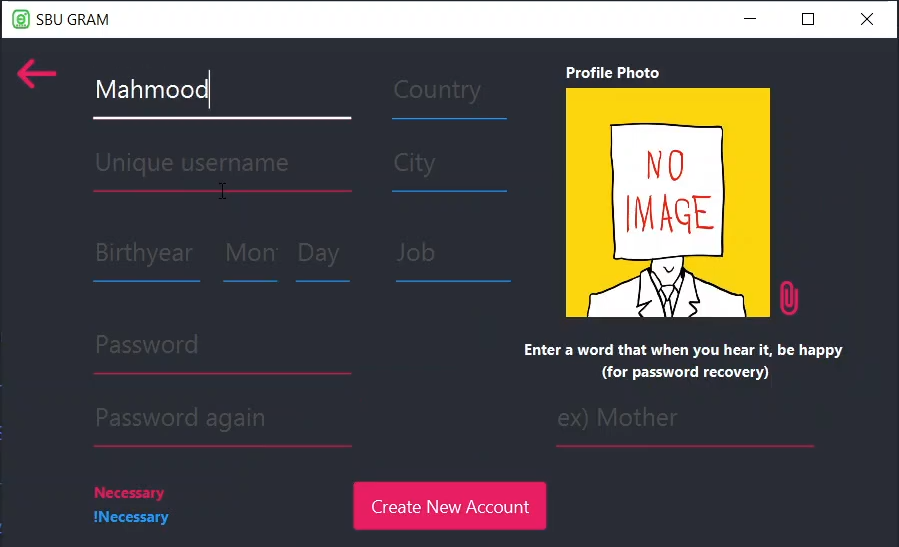 SBU GRAM
Mahmood
Country
Profile Photo
Unique username
City
NO
IMAGE
Birthyear
Mon
Day
Job
Password
Enter a word that when you hear it, be happy
(for password recovery)
Password again
ex) Mother
Necessary
!Necessary
Create New Account